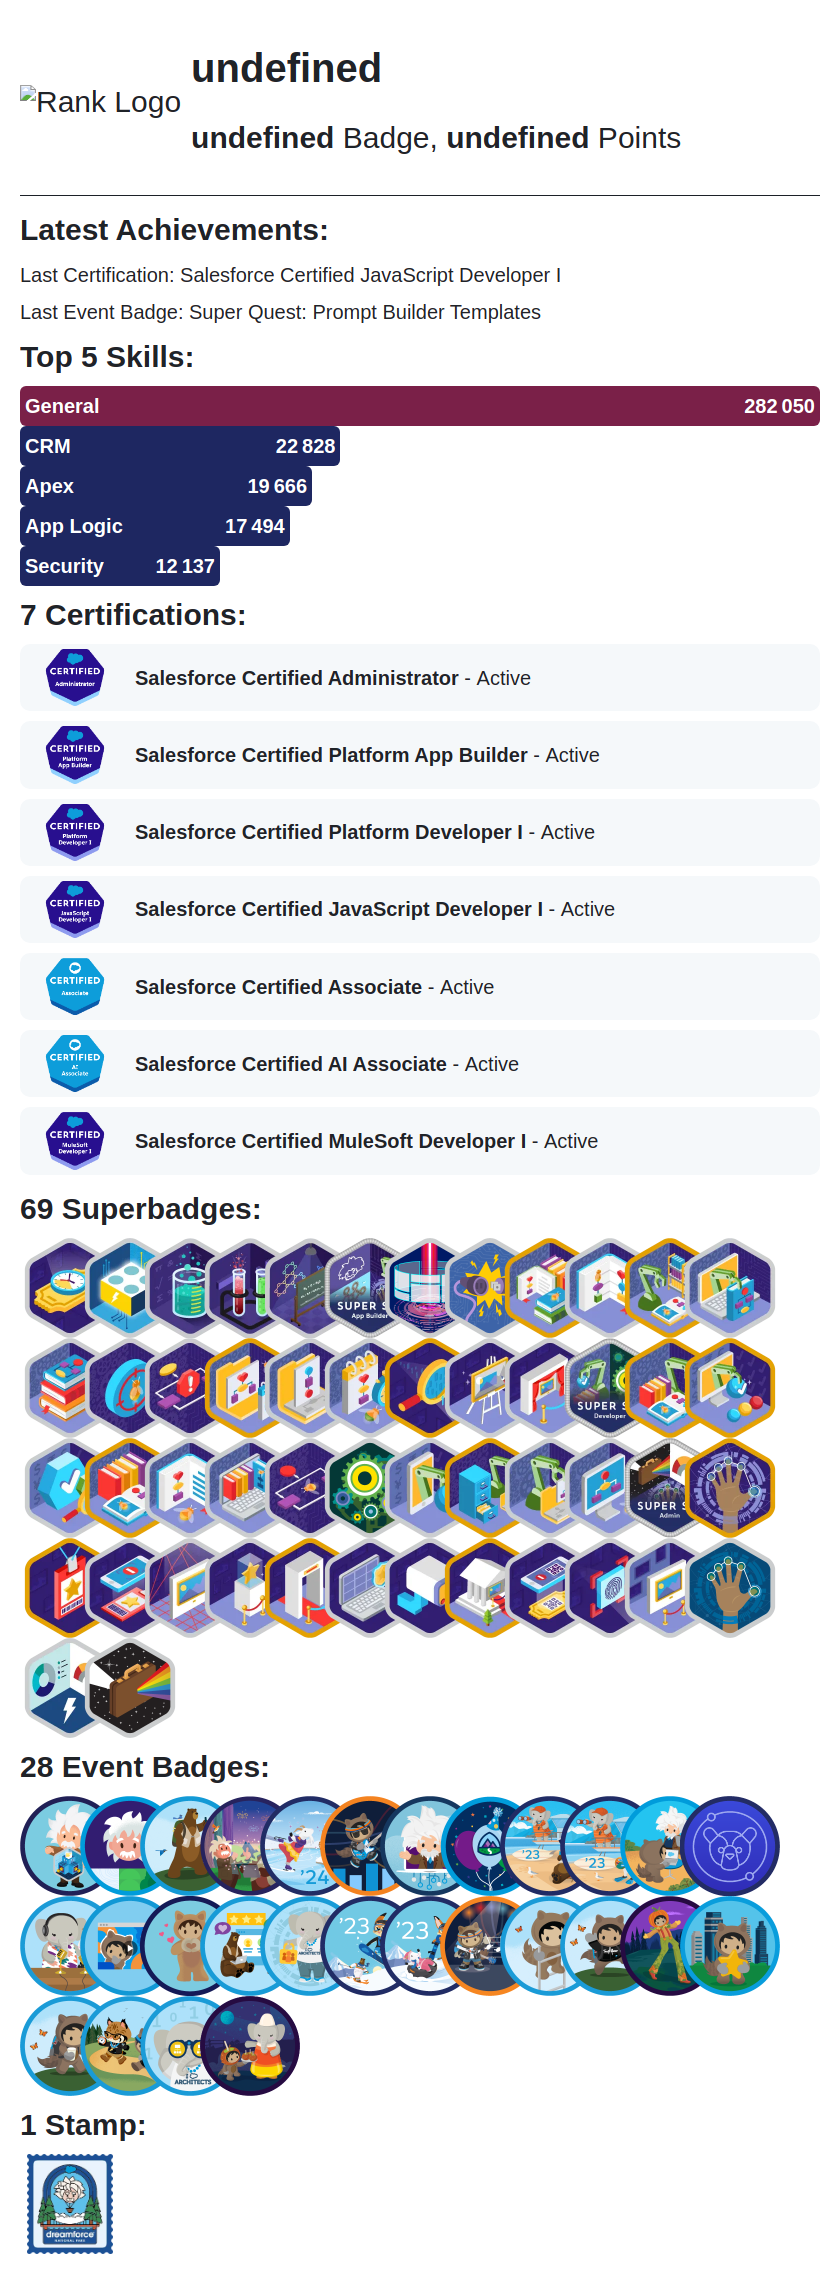 Rank Logo
undefined
undefined Badge, undefined Points
Latest Achievements:
Last Certification: Salesforce Certified JavaScript Developer I
Last Event Badge: Super Quest: Prompt Builder Templates
Top 5 Skills:
General 282 050
CRM 22 828
Apex 19 666
App Logic 17 494
Security 12 137
7 Certifications:
CERTIFIED
Administrator
Salesforce Certified Administrator - Active
CERTIFIED
Platform
App Builder
Salesforce Certified Platform App Builder - Active
CERTIFIED
Platform
Developer I
Salesforce Certified Platform Developer I - Active
CERTIFIED
JavaScript
Developer I
Salesforce Certified JavaScript Developer I - Active
CERTIFIED
Associate
Salesforce Certified Associate - Active
CERTIFIED
AI
Associate
Salesforce Certified AI Associate - Active
CERTIFIED
MuleSoft
Developer I
Salesforce Certified MuleSoft Developer I - Active
69 Superbadges:
SUPER S
App Builder
SUPER S
Developer
SUPER S
Admin
28 Event Badges:
'24
'23
'23
ARCHITECTS
'23
'23
ARCHITECTS
1 Stamp:
dreamforce
NATIONAL PARK